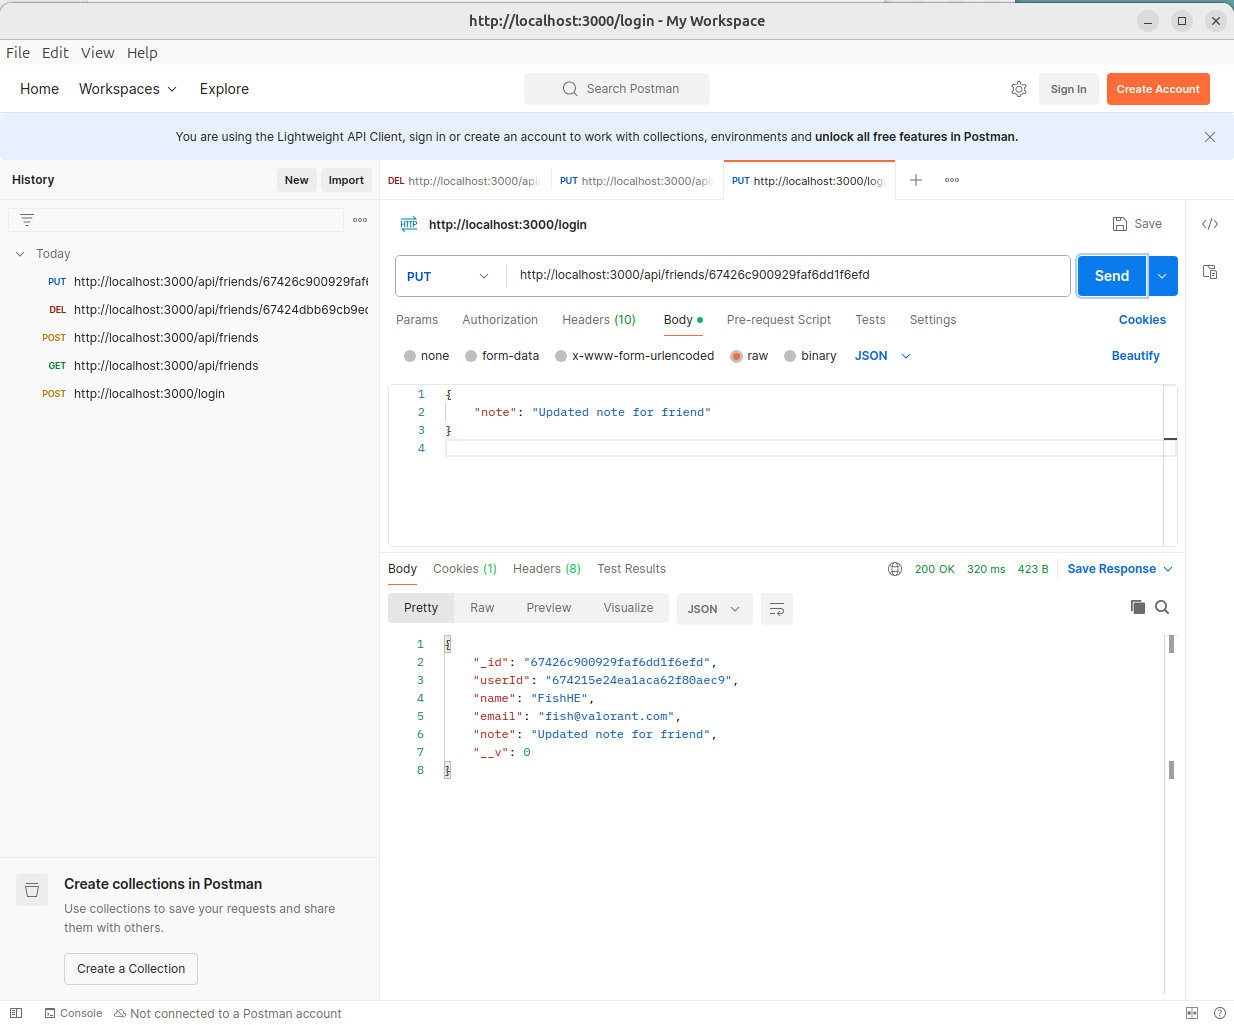 http://localhost:3000/login - My Workspace
File Edit View Help
Home Workspaces Explore Search Postman Sign In Create Account
You are using the Lightweight API Client, sign in or create an account to work with collections, environments and unlock all free features in Postman.
History New Import
DEL http://localhost:3000/api/ PUT http://localhost:3000/api/ PUT http://localhost:3000/logi
HTTP http://localhost:3000/login Save
Today
PUT http://localhost:3000/api/friends/67426c900929faf6
DEL http://localhost:3000/api/friends/67424dbb69cb9ec
POST http://localhost:3000/api/friends
GET http://localhost:3000/api/friends
POST http://localhost:3000/login
PUT http://localhost:3000/api/friends/67426c900929faf6dd1f6efd Send
Params Authorization Headers (10) Body Pre-request Script Tests Settings Cookies
none form-data x-www-form-urlencoded raw binary JSON Beautify
1 {
2 "note": "Updated note for friend"
3 }
4
Body Cookies (1) Headers (8) Test Results 200 OK 320 ms 423 B Save Response
Pretty Raw Preview Visualize JSON
1 {
2 "_id": "67426c900929faf6dd1f6efd",
3 "userId": "674215e24ea1aca62f80aec9",
4 "name": "FishHE",
5 "email": "fish@valorant.com",
6 "note": "Updated note for friend",
7 "__v": 0
8 }
Create collections in Postman
Use collections to save your requests and share
them with others.
Create a Collection
Console Not connected to a Postman account